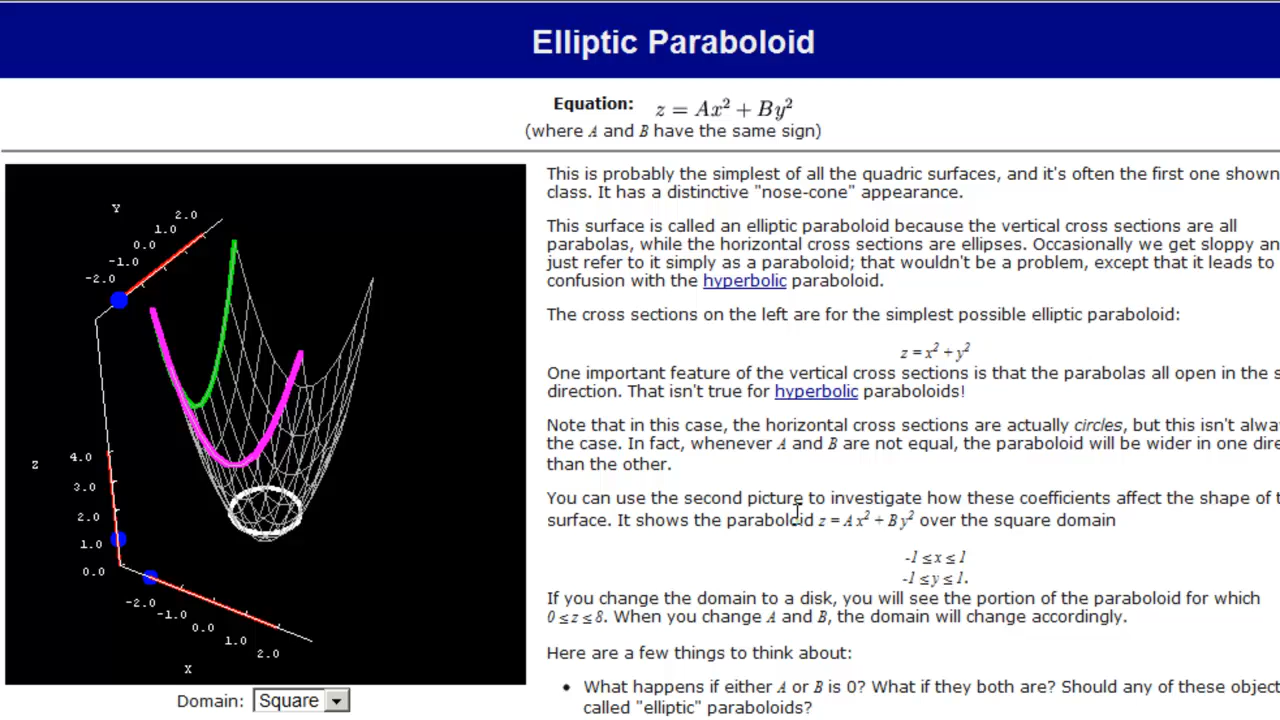 Elliptic Paraboloid
Equation: z = Ax² + By²
(where A and B have the same sign)
Y
2.0
1.0
0.0
-1.0
-2.0
z
4.0
3.0
2.0
1.0
0.0
-2.0
-1.0
0.0
1.0
2.0
X
Domain: Square
This is probably the simplest of all the quadric surfaces, and it's often the first one shown
class. It has a distinctive "nose-cone" appearance.
This surface is called an elliptic paraboloid because the vertical cross sections are all
parabolas, while the horizontal cross sections are ellipses. Occasionally we get sloppy an
just refer to it simply as a paraboloid; that wouldn't be a problem, except that it leads to
confusion with the hyperbolic paraboloid.
The cross sections on the left are for the simplest possible elliptic paraboloid:
z = x² + y²
One important feature of the vertical cross sections is that the parabolas all open in the s
direction. That isn't true for hyperbolic paraboloids!
Note that in this case, the horizontal cross sections are actually circles, but this isn't alwa
the case. In fact, whenever A and B are not equal, the paraboloid will be wider in one dire
than the other.
You can use the second picture to investigate how these coefficients affect the shape of t
surface. It shows the paraboloid z = A x² + B y² over the square domain
-1 ≤ x ≤ 1
-1 ≤ y ≤ 1.
If you change the domain to a disk, you will see the portion of the paraboloid for which
0 ≤ z ≤ 8. When you change A and B, the domain will change accordingly.
Here are a few things to think about:
• What happens if either A or B is 0? What if they both are? Should any of these object
called "elliptic" paraboloids?